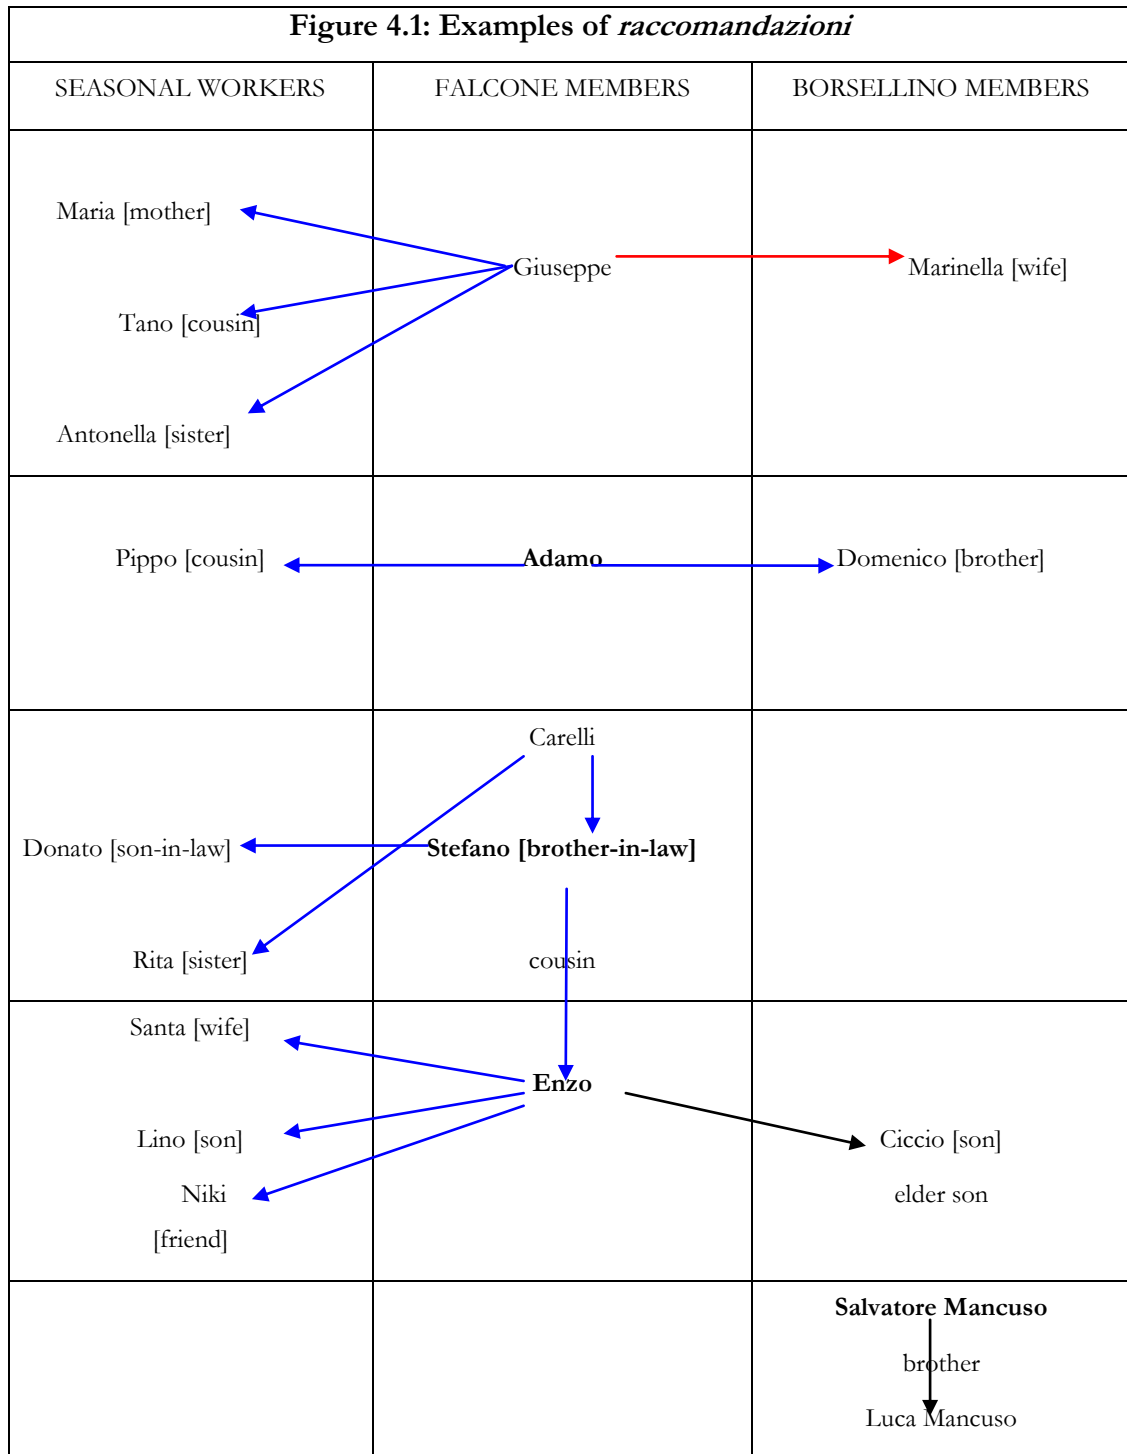 Figure 4.1: Examples of raccomandazioni
SEASONAL WORKERS FALCONE MEMBERS BORSELLINO MEMBERS
Maria [mother]
Giuseppe Marinella [wife]
Tano [cousin]
Antonella [sister]
Pippo [cousin] Adamo Domenico [brother]
Carelli
Donato [son-in-law] Stefano [brother-in-law]
Rita [sister] cousin
Santa [wife]
Enzo
Lino [son] Ciccio [son]
Niki elder son
[friend]
Salvatore Mancuso
brother
Luca Mancuso